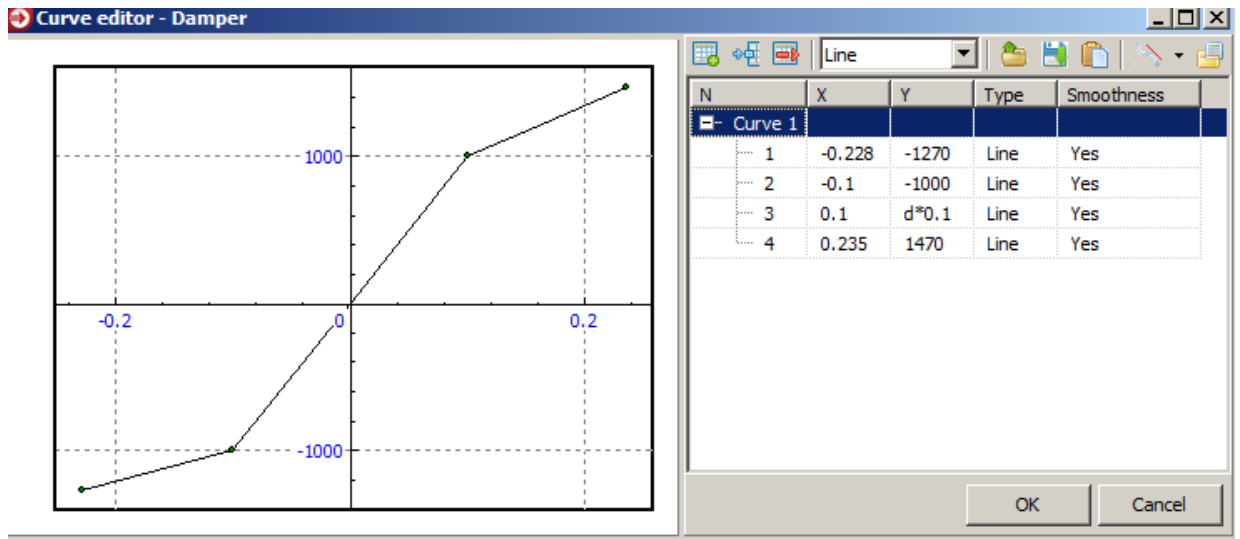 Curve editor - Damper
Line
N X Y Type Smoothness
Curve 1
1 -0.228 -1270 Line Yes
2 -0.1 -1000 Line Yes
3 0.1 d*0.1 Line Yes
4 0.235 1470 Line Yes
1000
-0.2 0 0.2
-1000
OK Cancel